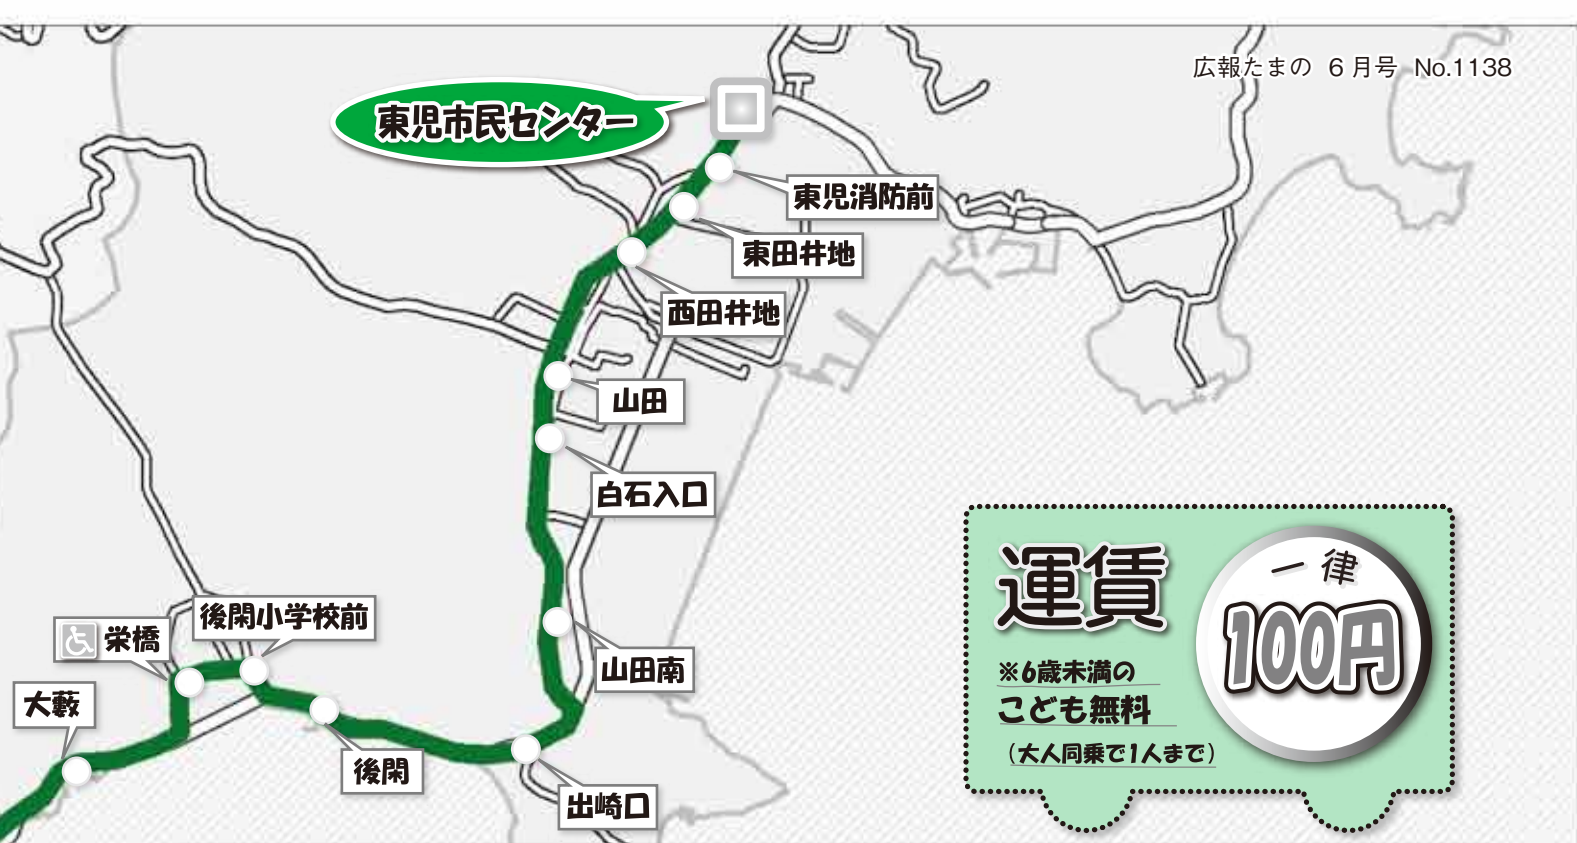 広報たまの 6月号 No.1138
東児市民センター
東児消防前
東田井地
西田井地
山田
白石入口
山田南
出崎口
後閑
後閑小学校前
栄橋
大藪
運賃
一律
100円
※6歳未満の
こども無料
（大人同乗で1人まで）